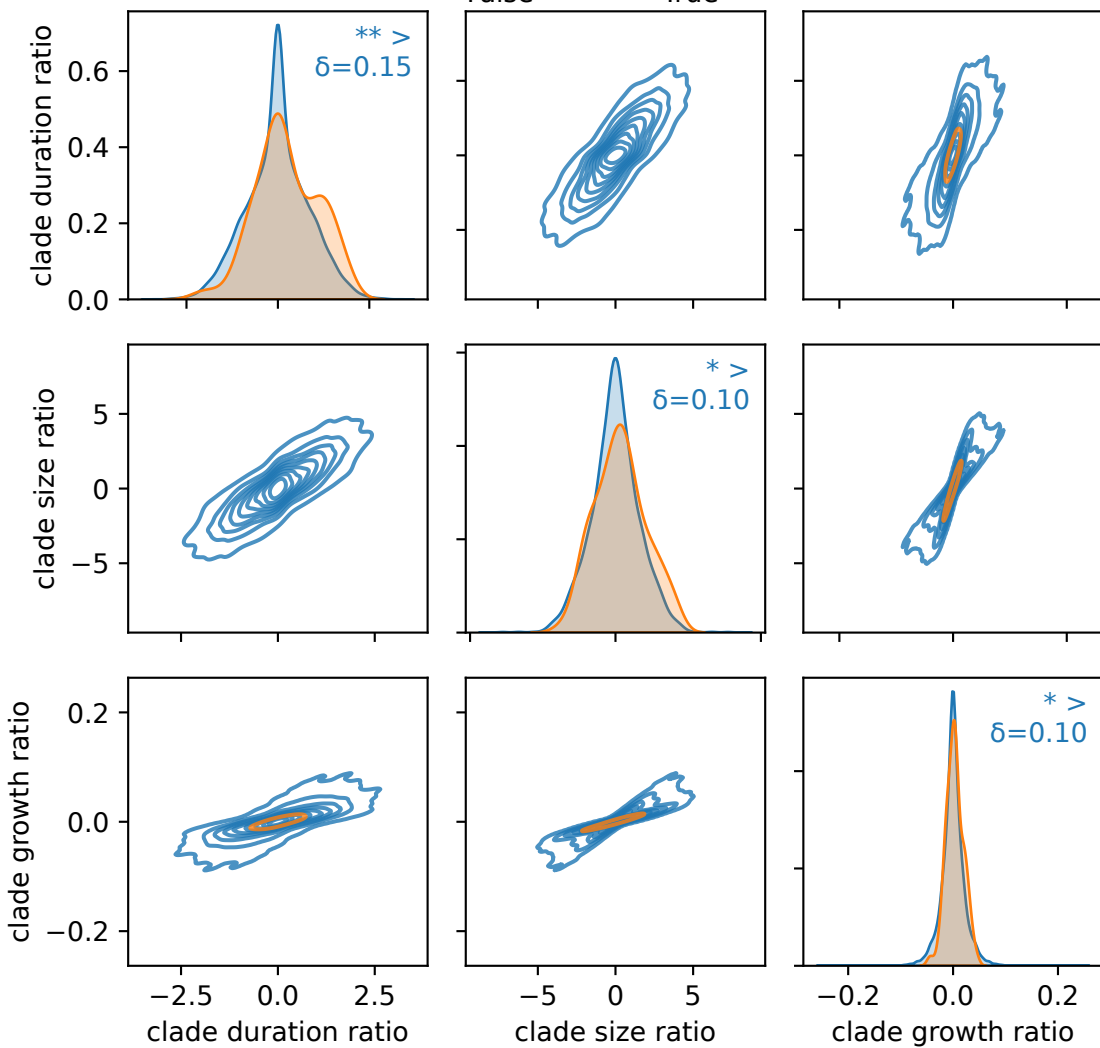 ** >
δ=0.15
clade duration ratio
0.6
0.4
0.2
0.0
* >
δ=0.10
clade size ratio
5
0
−5
* >
δ=0.10
clade growth ratio
0.2
0.0
−0.2
−2.5 0.0 2.5
−5 0 5
−0.2 0.0 0.2
clade duration ratio
clade size ratio
clade growth ratio